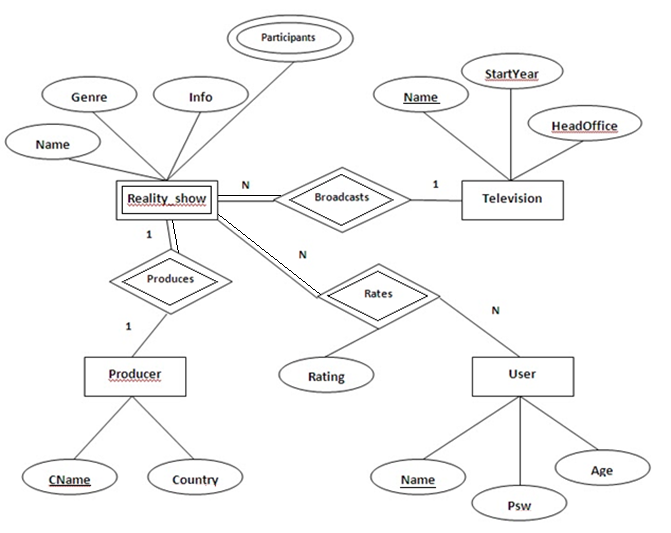 Participants
StartYear
Genre
Info
Name
HeadOffice
Name
Reality_show
N
Broadcasts
1
Television
1
N
Produces
Rates
N
1
Producer
Rating
User
CName
Country
Name
Age
Psw